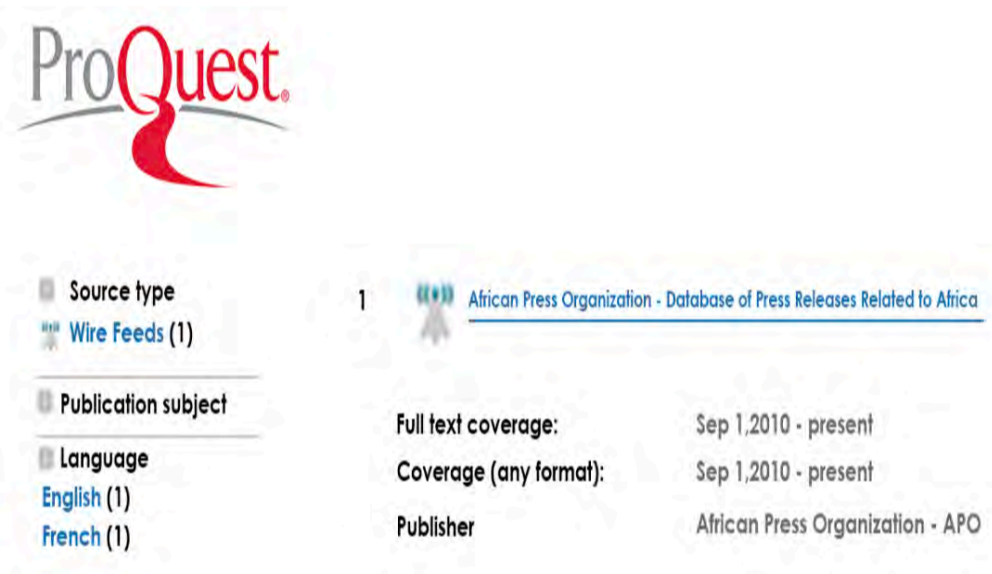 ProQuest®
Source type
Wire Feeds (1)
Publication subject
Language
English (1)
French (1)
1 African Press Organization - Database of Press Releases Related to Africa
Full text coverage: Sep 1,2010 - present
Coverage (any format): Sep 1,2010 - present
Publisher African Press Organization - APO